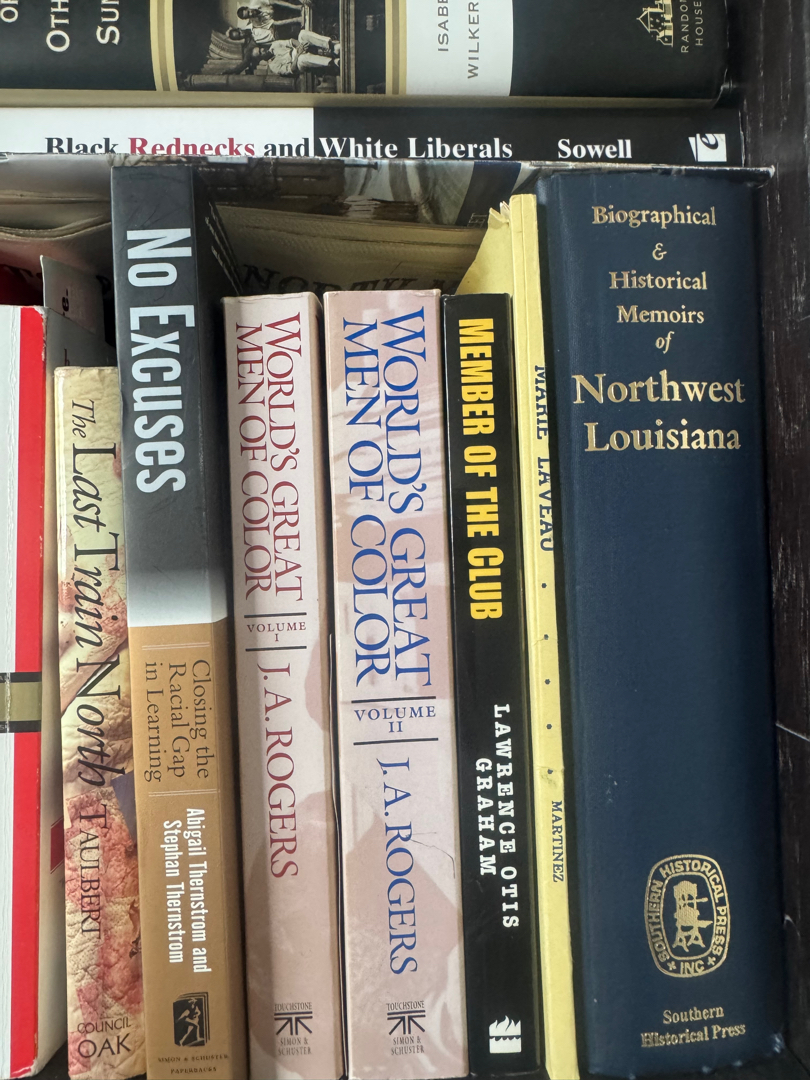 OTH
SUN
ISABE
WILKER
RANDOM
HOUSE
Black Rednecks and White Liberals Sowell
The Last Train North TAULBERT
COUNCIL
OAK
No Excuses
Closing the
Racial Gap
in Learning
Abigail Thernstrom and
Stephan Thernstrom
SIMON & SCHUSTER
PAPERBACKS
WORLD'S GREAT
MEN OF COLOR
VOLUME
I
J. A. ROGERS
TOUCHSTONE
SIMON &
SCHUSTER
WORLD'S GREAT
MEN OF COLOR
VOLUME
II
J. A. ROGERS
TOUCHSTONE
SIMON &
SCHUSTER
MEMBER OF THE CLUB
LAWRENCE OTIS
GRAHAM
MARIE LAVEAU . . . . . MARTINEZ
Biographical
&
Historical
Memoirs
of
Northwest
Louisiana
SOUTHERN HISTORICAL PRESS
INC
Southern
Historical Press